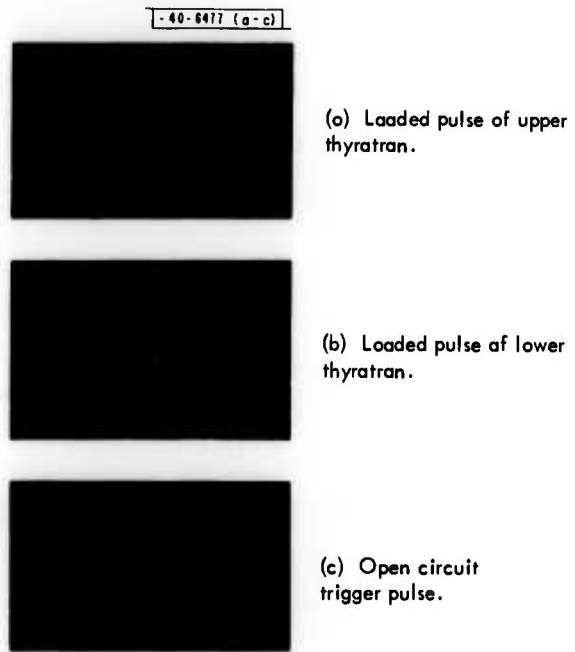 -40-6477 (a-c)
(o) Laaded pulse of upper
thyratran.
(b) Loaded pulse af lower
thyratran.
(c) Open circuit
trigger pulse.